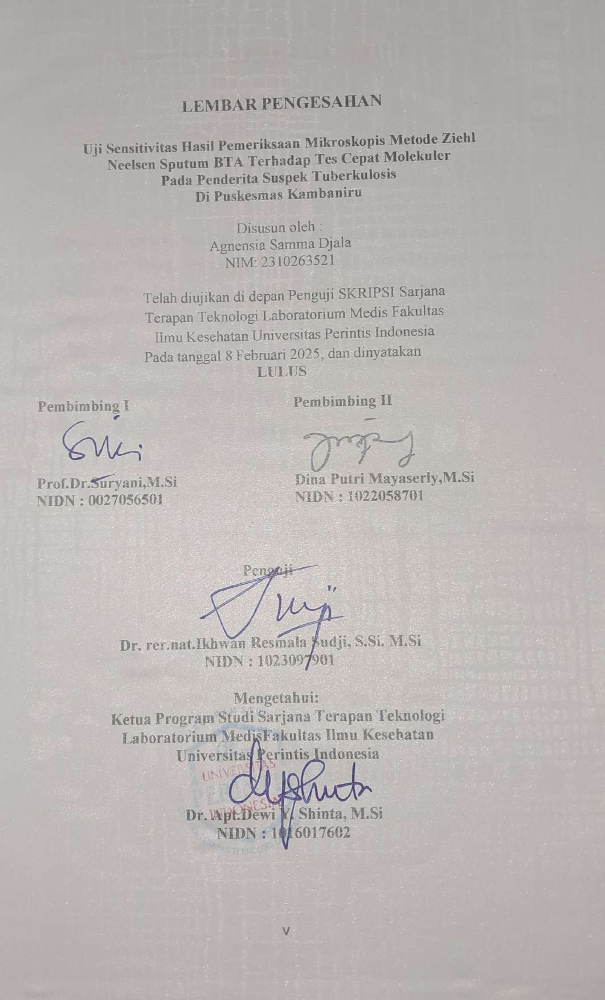 LEMBAR PENGESAHAN
Uji Sensitivitas Hasil Pemeriksaan Mikroskopis Metode Ziehl
Neelsen Sputum BTA Terhadap Tes Cepat Molekuler
Pada Penderita Suspek Tuberkulosis
Di Puskesmas Kambaniru
Disusun oleh :
Agnensia Samma Djala
NIM: 2310263521
Telah diujikan di depan Penguji SKRIPSI Sarjana
Terapan Teknologi Laboratorium Medis Fakultas
Ilmu Kesehatan Universitas Perintis Indonesia
Pada tanggal 8 Februari 2025, dan dinyatakan
LULUS
Pembimbing I
Prof.Dr.Suryani,M.Si
NIDN : 0027056501
Pembimbing II
Dina Putri Mayaserly,M.Si
NIDN : 1022058701
Penguji
Dr. rer.nat.Ikhwan Resmala Sudji, S.Si. M.Si
NIDN : 1023097901
Mengetahui:
Ketua Program Studi Sarjana Terapan Teknologi
Laboratorium MedisFakultas Ilmu Kesehatan
Universitas Perintis Indonesia
UNIVERSITAS
INDONESIA
Dr. Apt.Dewi Y. Shinta, M.Si
NIDN : 1016017602
V